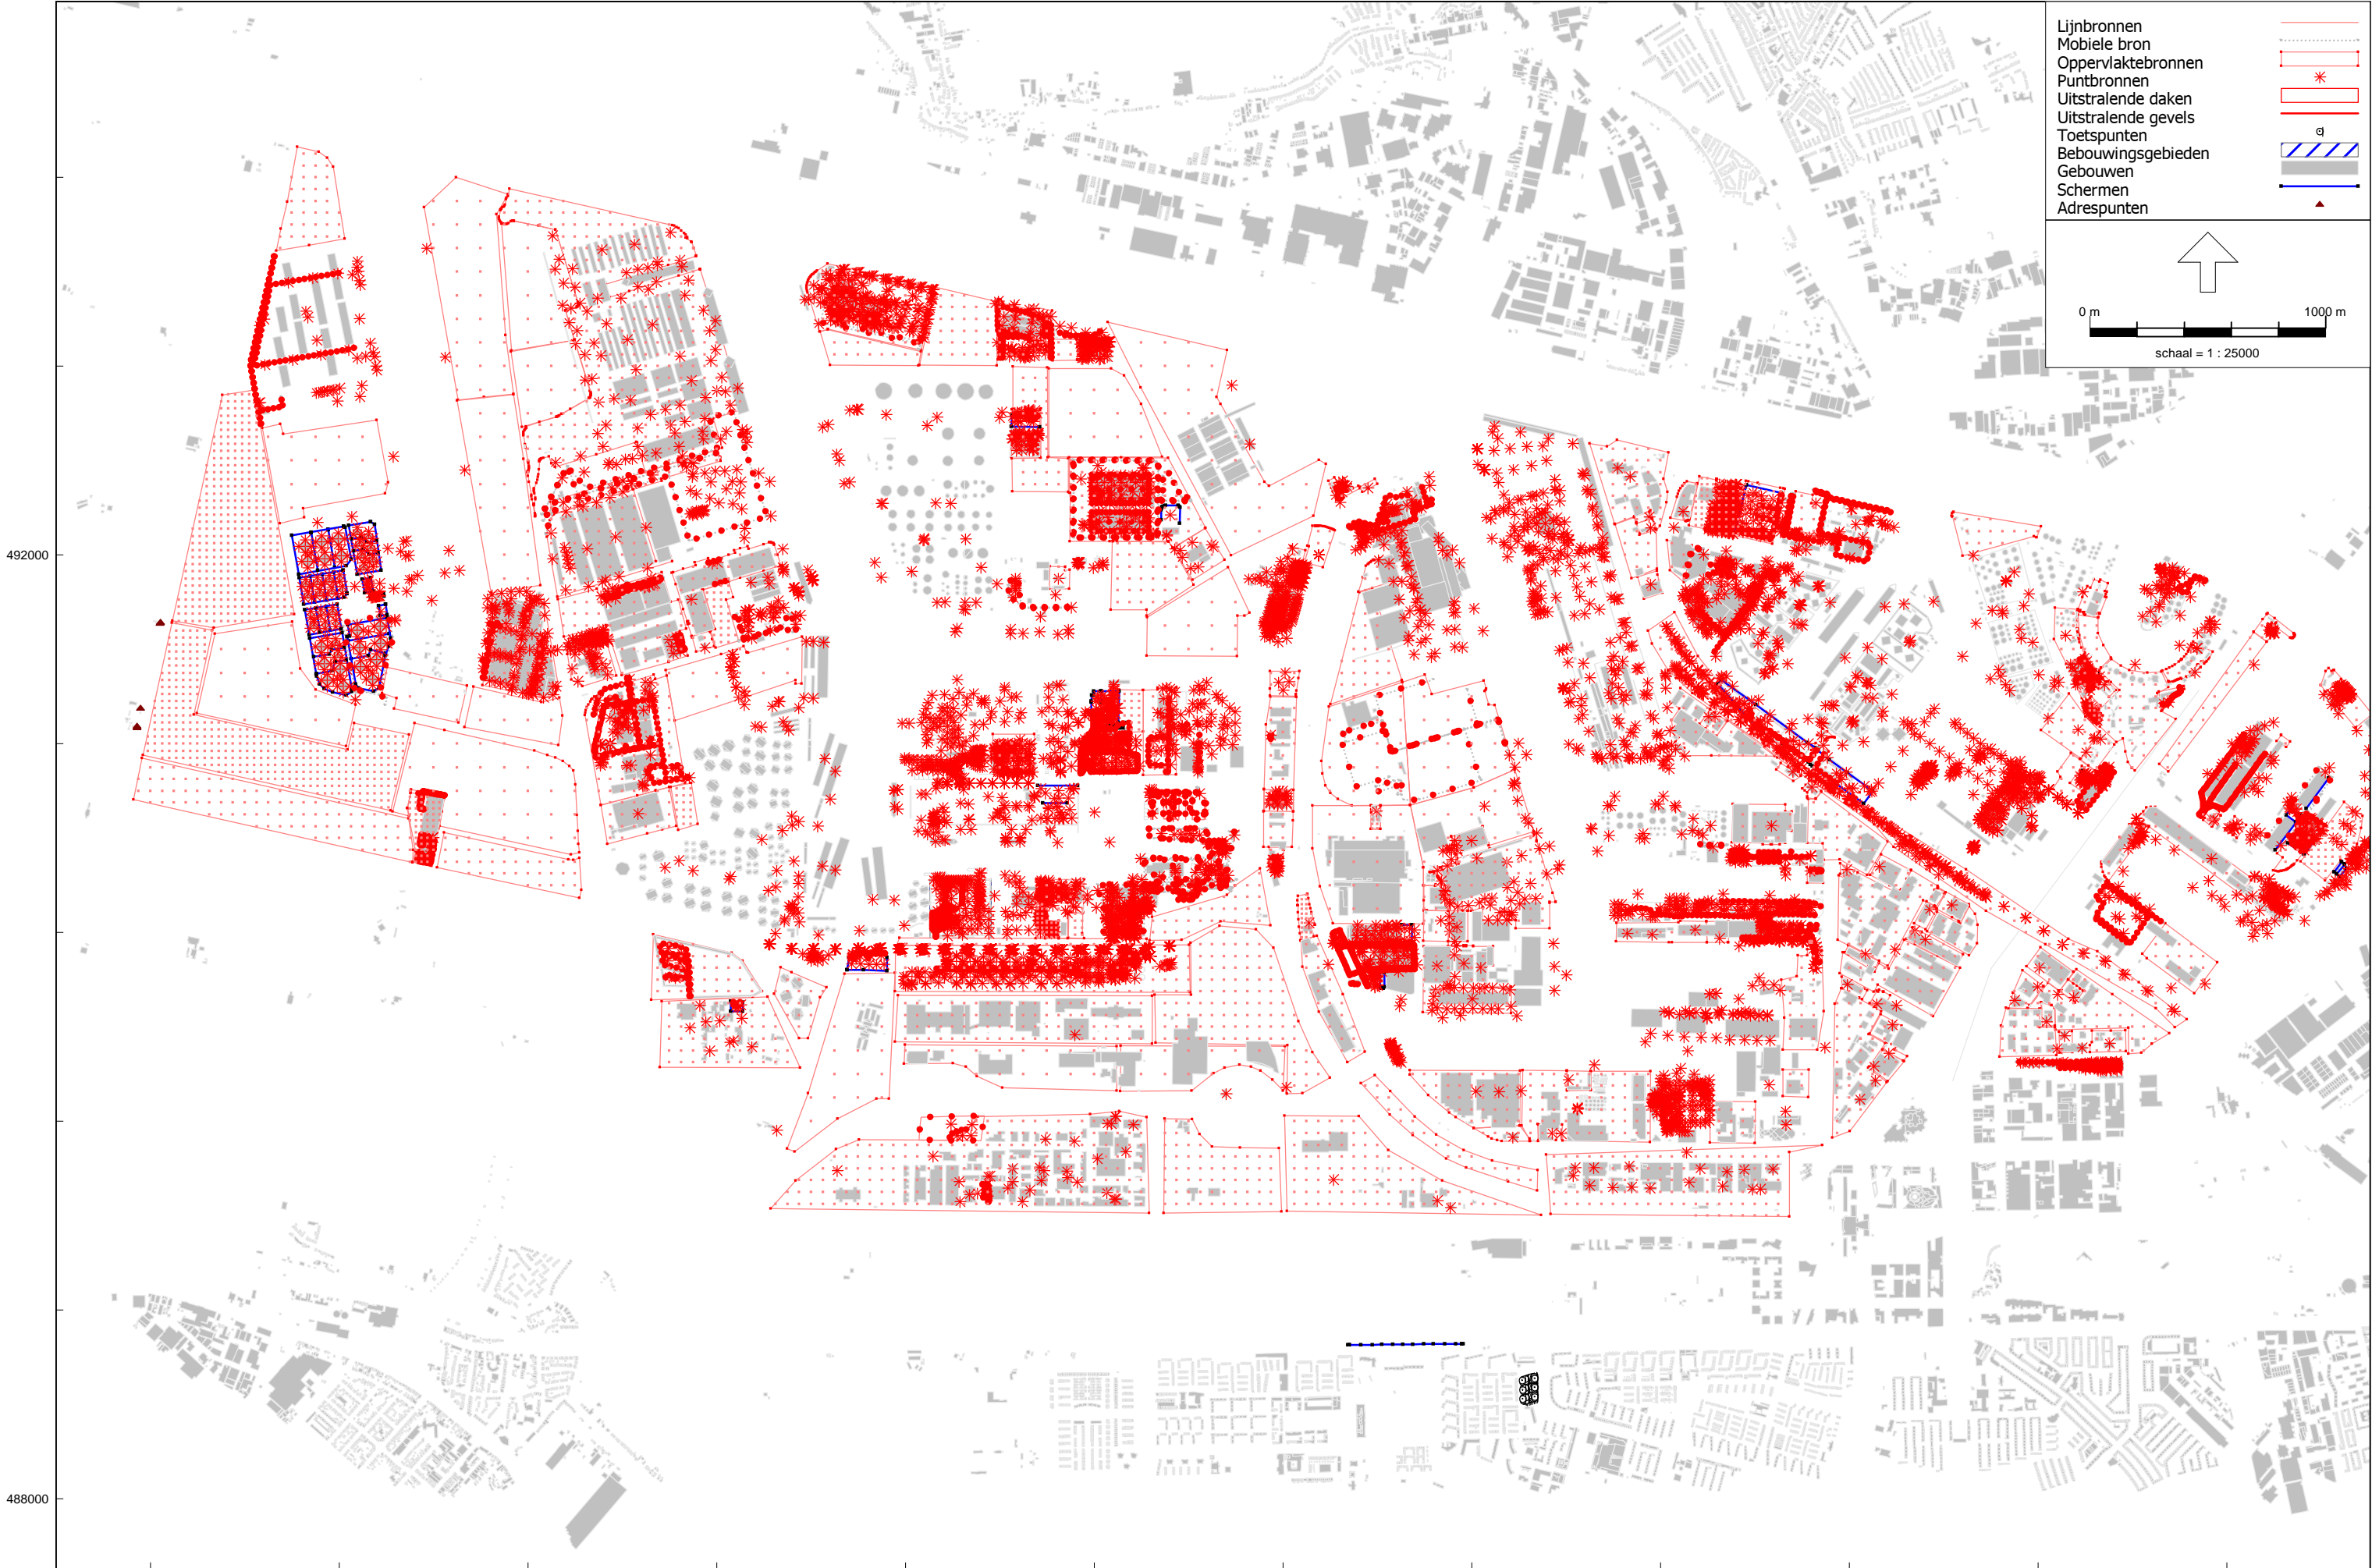 Lijnbronnen
Mobiele bron
Oppervlaktebronnen
Puntbronnen
Uitstralende daken
Uitstralende gevels
Toetspunten
Bebouwingsgebieden
Gebouwen
Schermen
Adrespunten
0 m 1000 m
schaal = 1 : 25000
492000
488000